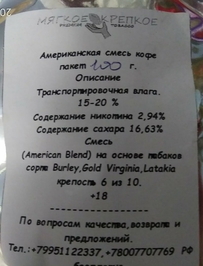 МЯГКОЕ КРЕПКОЕ
Американская смесь кофе
пакет 100 г.
Описание
Транспортировочная влага.
15-20 %
Содержание никотина 2,94%
Содержание сахара 16,63%
Смесь
(American Blend) на основе табаков
сорта Burley,Gold Virginia,Latakia
крепость 6 из 10.
+18
По вопросам качества,возврата и
предложений.
Тел.:+79951122337,+78007707769 РФ